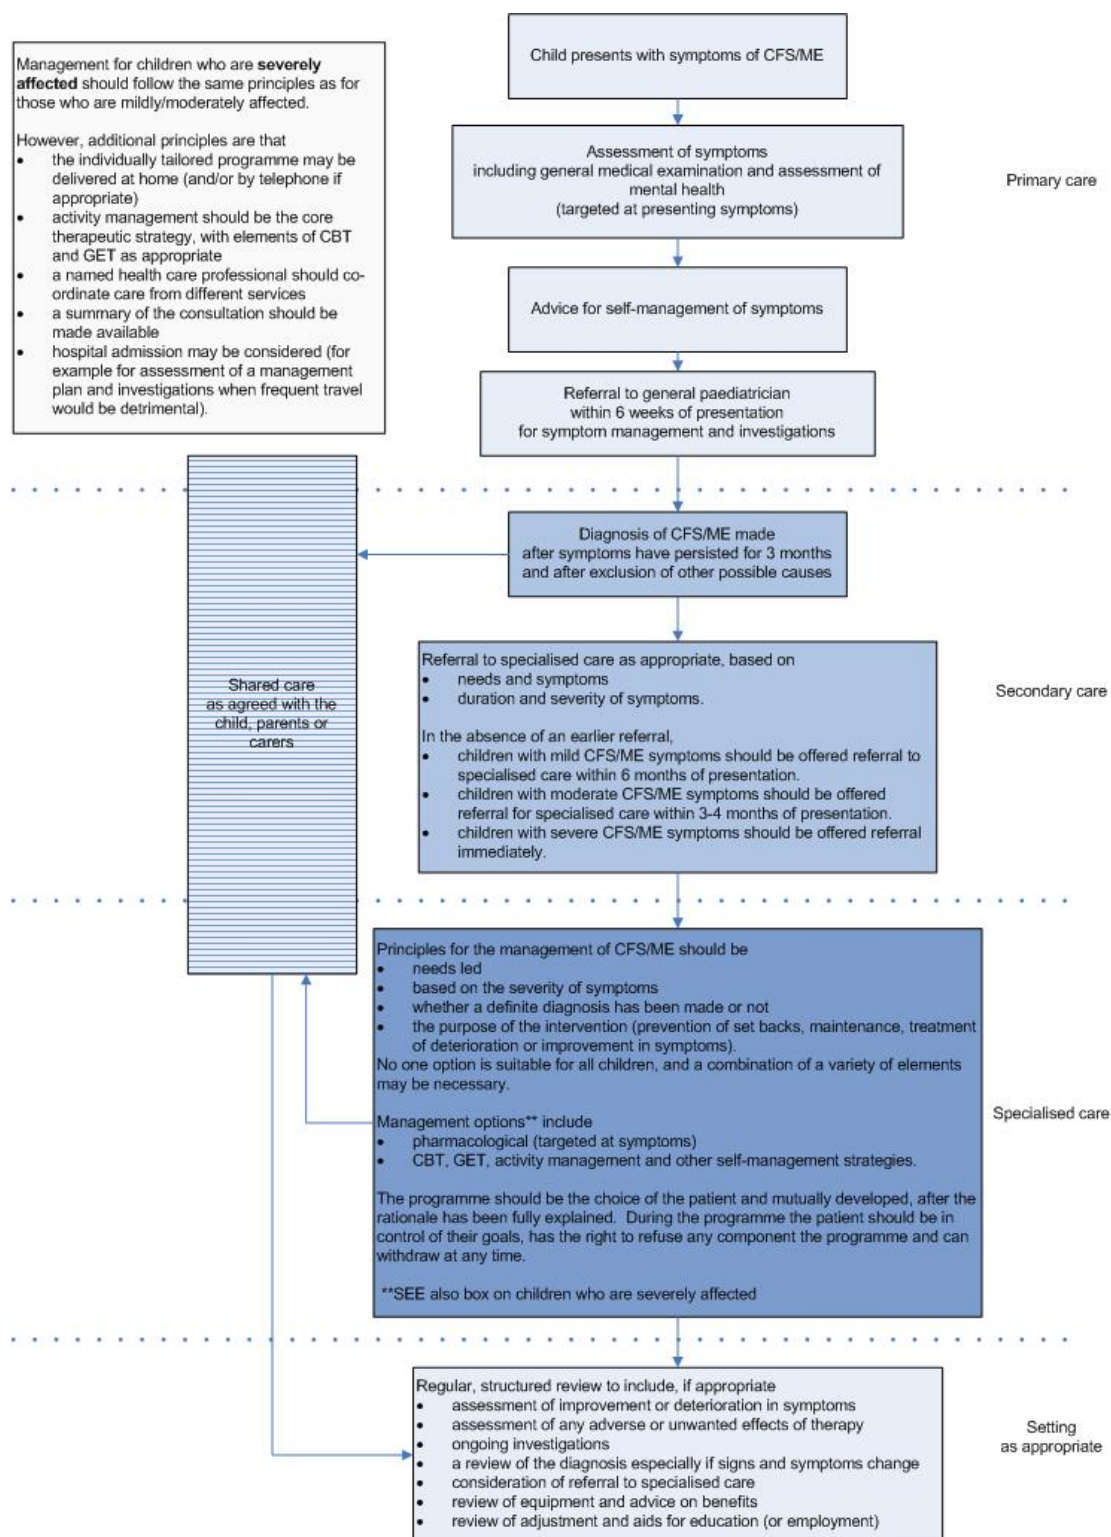 Child presents with symptoms of CFS/ME
Management for children who are severely
affected should follow the same principles as for
those who are mildly/moderately affected.
However, additional principles are that
• the individually tailored programme may be
delivered at home (and/or by telephone if
appropriate)
• activity management should be the core
therapeutic strategy, with elements of CBT
and GET as appropriate
• a named health care professional should co-
ordinate care from different services
• a summary of the consultation should be
made available
• hospital admission may be considered (for
example for assessment of a management
plan and investigations when frequent travel
would be detrimental).
Assessment of symptoms
including general medical examination and assessment of
mental health
(targeted at presenting symptoms)
Primary care
Advice for self-management of symptoms
Referral to general paediatrician
within 6 weeks of presentation
for symptom management and investigations
Diagnosis of CFS/ME made
after symptoms have persisted for 3 months
and after exclusion of other possible causes
Shared care
as agreed with the
child, parents or
carers
Referral to specialised care as appropriate, based on
• needs and symptoms
• duration and severity of symptoms.
In the absence of an earlier referral,
• children with mild CFS/ME symptoms should be offered referral to
specialised care within 6 months of presentation.
• children with moderate CFS/ME symptoms should be offered
referral for specialised care within 3-4 months of presentation.
• children with severe CFS/ME symptoms should be offered referral
immediately.
Secondary care
Principles for the management of CFS/ME should be
• needs led
• based on the severity of symptoms
• whether a definite diagnosis has been made or not
• the purpose of the intervention (prevention of set backs, maintenance, treatment
of deterioration or improvement in symptoms).
No one option is suitable for all children, and a combination of a variety of elements
may be necessary.
Management options** include
• pharmacological (targeted at symptoms)
• CBT, GET, activity management and other self-management strategies.
The programme should be the choice of the patient and mutually developed, after the
rationale has been fully explained. During the programme the patient should be in
control of their goals, has the right to refuse any component the programme and can
withdraw at any time.
**SEE also box on children who are severely affected
Specialised care
Regular, structured review to include, if appropriate
• assessment of improvement or deterioration in symptoms
• assessment of any adverse or unwanted effects of therapy
• ongoing investigations
• a review of the diagnosis especially if signs and symptoms change
• consideration of referral to specialised care
• review of equipment and advice on benefits
• review of adjustment and aids for education (or employment)
Setting
as appropriate